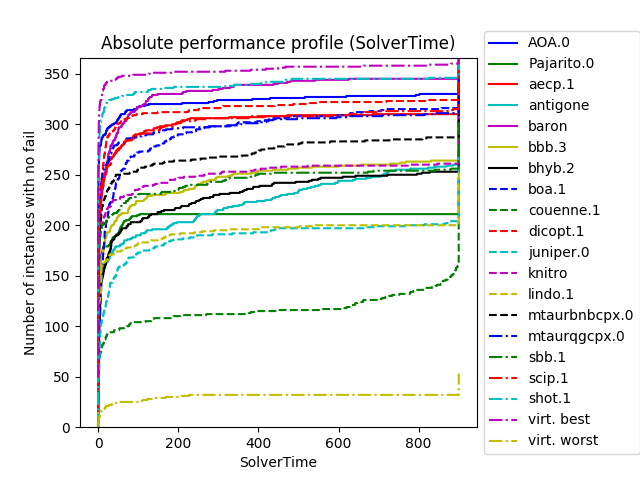 Absolute performance profile (SolverTime)
Number of instances with no fail
350
300
250
200
150
100
50
0
0 200 400 600 800
SolverTime
AOA.0
Pajarito.0
aecp.1
antigone
baron
bbb.3
bhyb.2
boa.1
couenne.1
dicopt.1
juniper.0
knitro
lindo.1
mtaurbnbcpx.0
mtaurqgcpx.0
sbb.1
scip.1
shot.1
virt. best
virt. worst